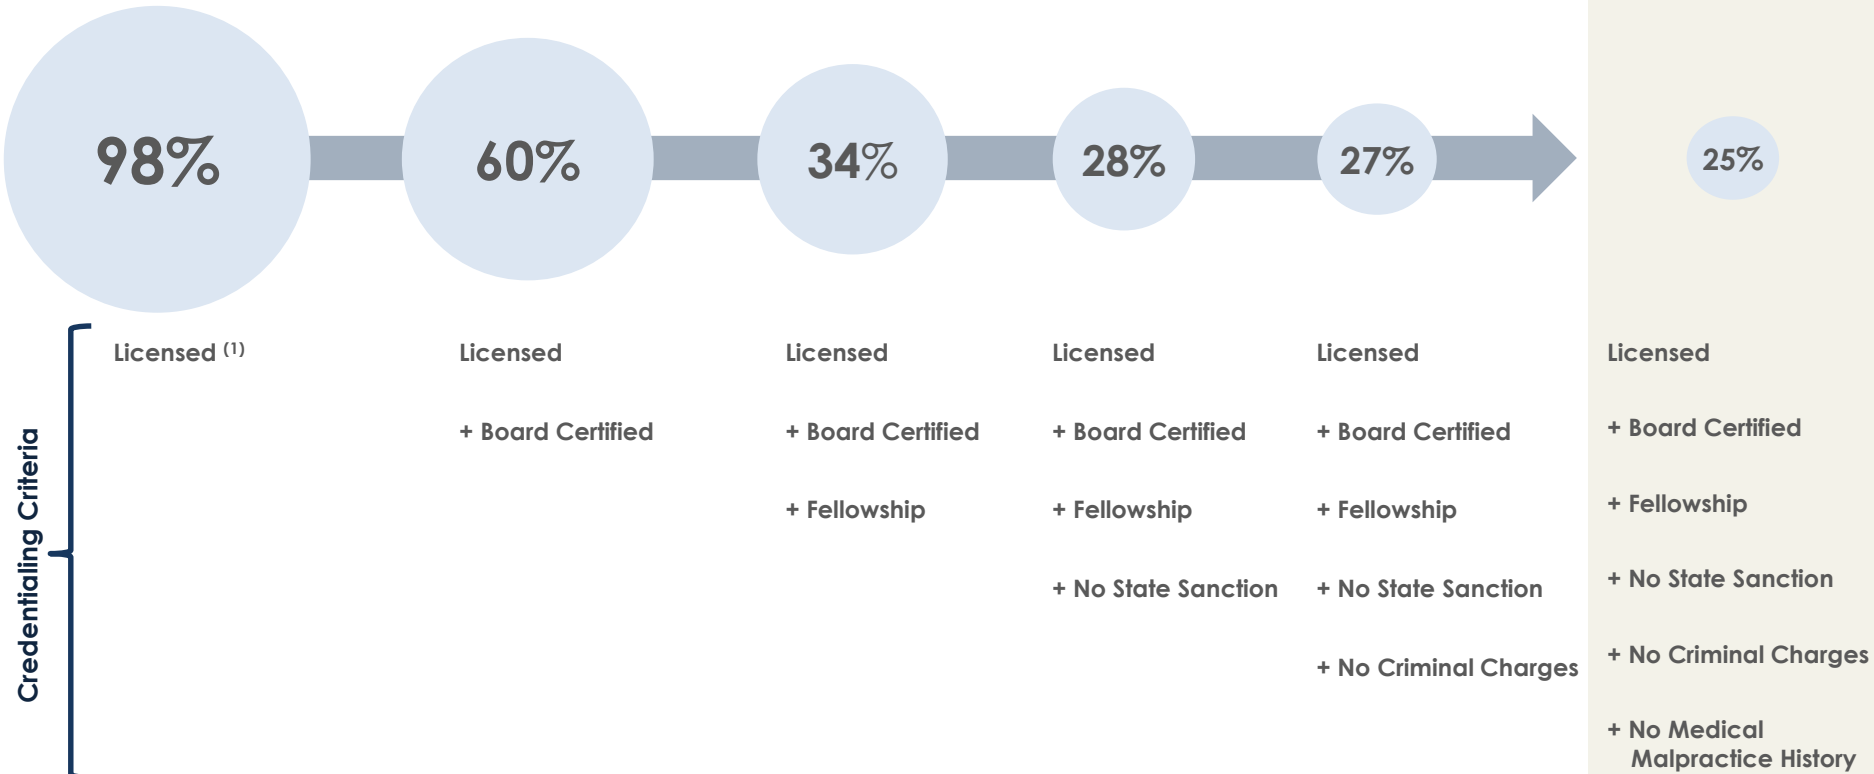 98%
60%
34%
28%
27%
25%
Credentialing Criteria
Licensed (1)
Licensed
+ Board Certified
Licensed
+ Board Certified
+ Fellowship
Licensed
+ Board Certified
+ Fellowship
+ No State Sanction
Licensed
+ Board Certified
+ Fellowship
+ No State Sanction
+ No Criminal Charges
Licensed
+ Board Certified
+ Fellowship
+ No State Sanction
+ No Criminal Charges
+ No Medical
Malpractice History